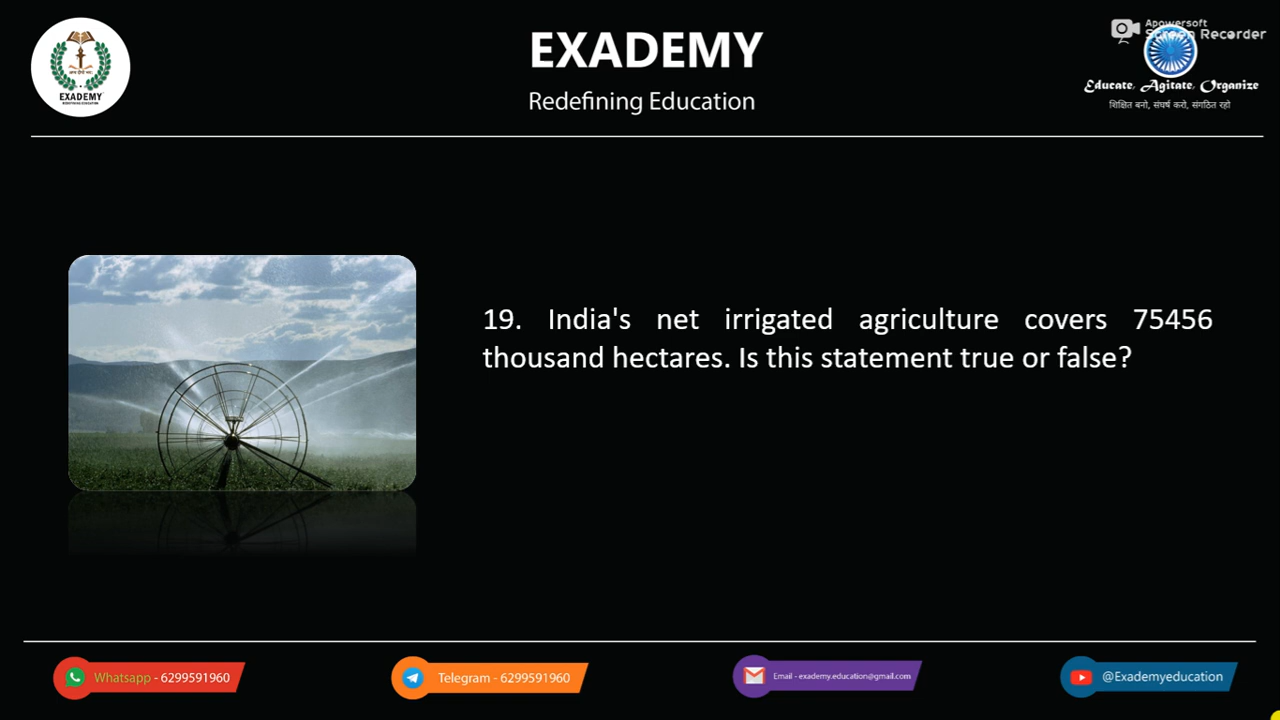 EXADEMY
Redefining Education
EXADEMY
REDEFINING EDUCATION
Apowersoft
Screen Recorder
Educate, Agitate, Organize
शिक्षित बनो, संघर्ष करो, संगठित रहो
19. India's net irrigated agriculture covers 75456
thousand hectares. Is this statement true or false?
Whatsapp - 6299591960
Telegram - 6299591960
Email - exademy.education@gmail.com
@Exademyeducation